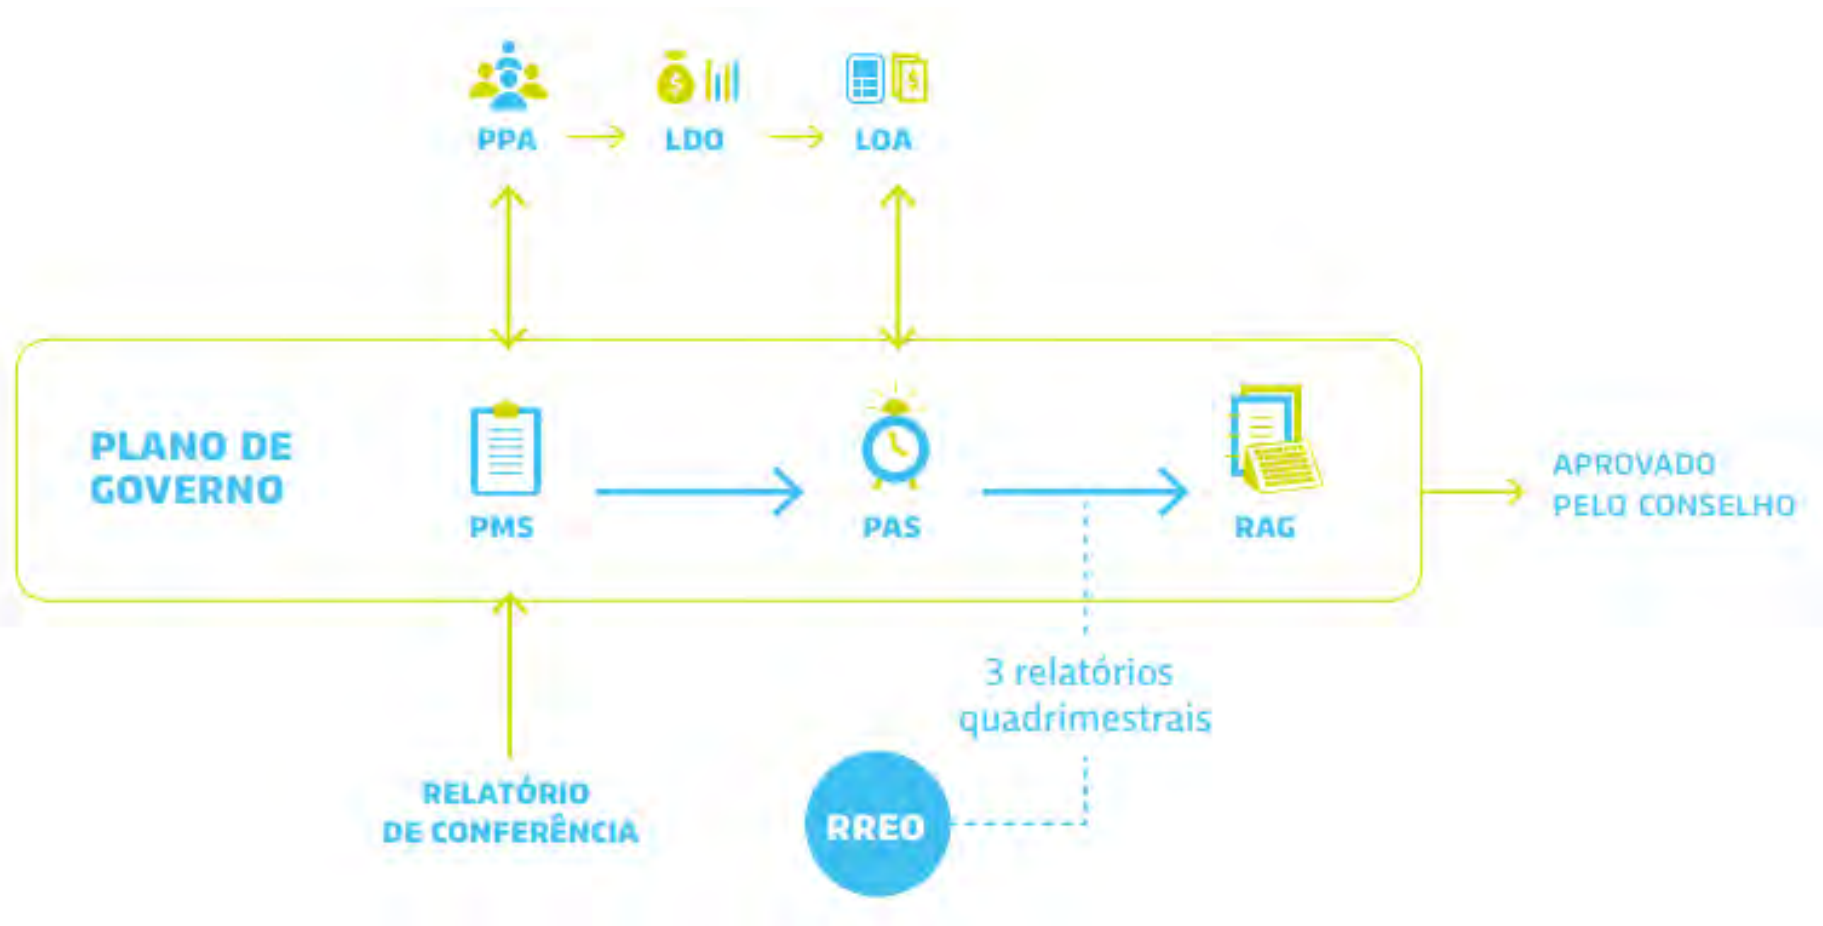 PPA
LDO
LOA
PLANO DE
GOVERNO
PMS
PAS
RAG
APROVADO
PELO CONSELHO
3 relatórios
quadrimestrais
RELATÓRIO
DE CONFERÊNCIA
RREO